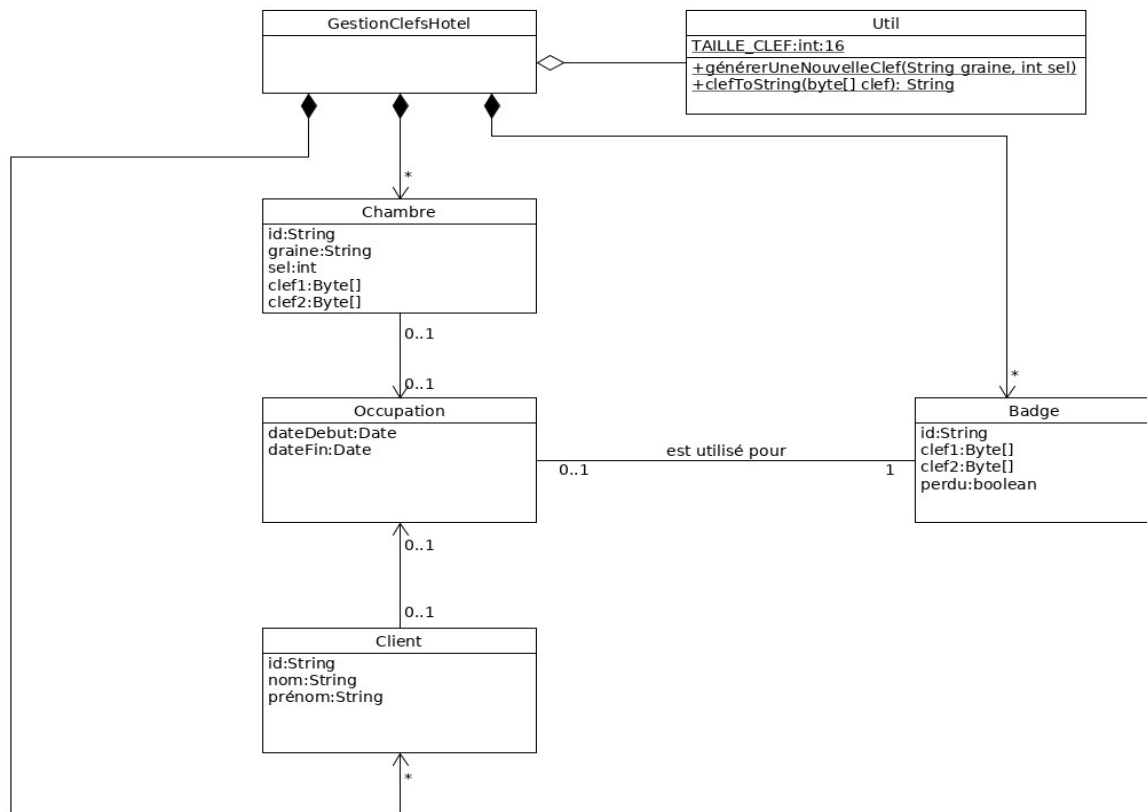 GestionClefsHotel
Util
TAILLE_CLEF:int:16
+générerUneNouvelleClef(String graine, int sel)
+clefToString(byte[] clef): String
*
Chambre
id:String
graine:String
sel:int
clef1:Byte[]
clef2:Byte[]
0..1
0..1
*
Occupation
dateDebut:Date
dateFin:Date
est utilisé pour
0..1
1
Badge
id:String
clef1:Byte[]
clef2:Byte[]
perdu:boolean
0..1
0..1
Client
id:String
nom:String
prénom:String
*